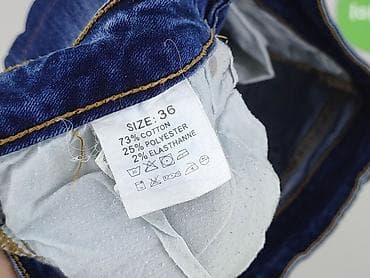 SIZE: 36
73% COTTON
25% POLYESTER
2% ELASTHANNE